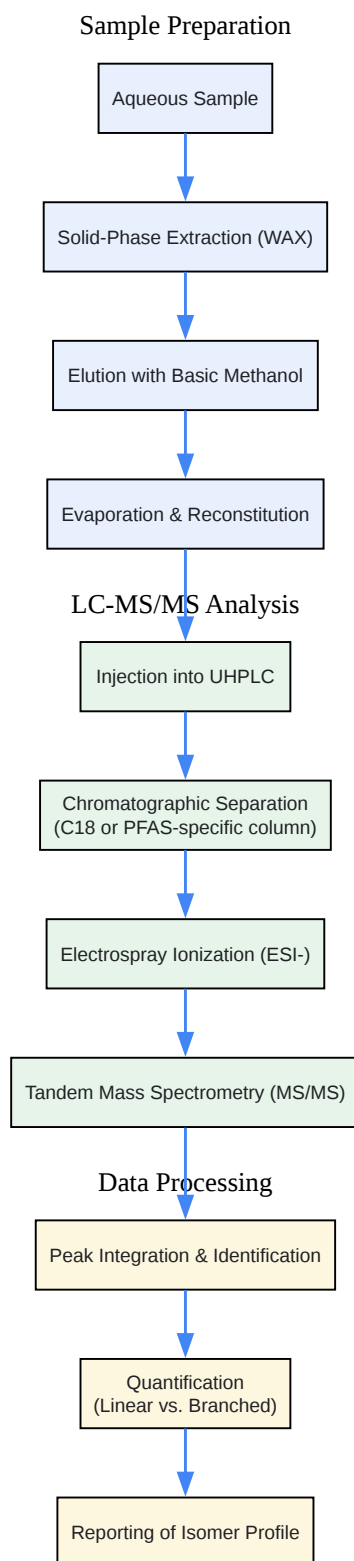 Sample Preparation
Aqueous Sample
Solid-Phase Extraction (WAX)
Elution with Basic Methanol
Evaporation & Reconstitution
LC-MS/MS Analysis
Injection into UHPLC
Chromatographic Separation
(C18 or PFAS-specific column)
Electrospray Ionization (ESI-)
Tandem Mass Spectrometry (MS/MS)
Data Processing
Peak Integration & Identification
Quantification
(Linear vs. Branched)
Reporting of Isomer Profile